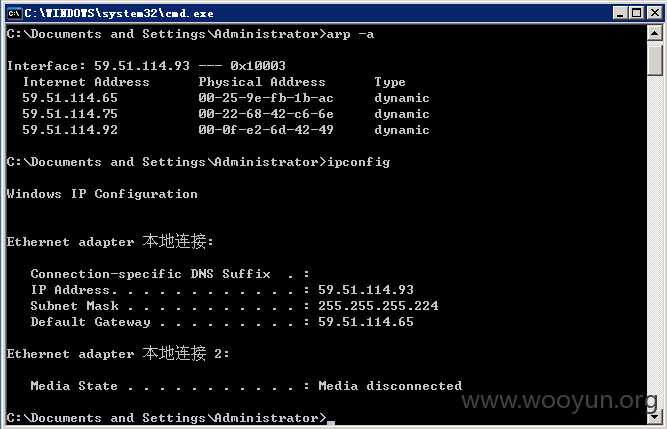 C:\WINDOWS\system32\cmd.exe
C:\Documents and Settings\Administrator>arp -a
Interface: 59.51.114.93 --- 0x10003
Internet Address Physical Address Type
59.51.114.65 00-25-9e-fb-1b-ac dynamic
59.51.114.75 00-22-68-42-c6-6e dynamic
59.51.114.92 00-0f-e2-6d-42-49 dynamic
C:\Documents and Settings\Administrator>ipconfig
Windows IP Configuration
Ethernet adapter 本地连接:
Connection-specific DNS Suffix . :
IP Address. . . . . . . . . . . . : 59.51.114.93
Subnet Mask . . . . . . . . . . . : 255.255.255.224
Default Gateway . . . . . . . . . : 59.51.114.65
Ethernet adapter 本地连接 2:
Media State . . . . . . . . . . . : Media disconnected
C:\Documents and Settings\Administrator>_
www.wooyun.org